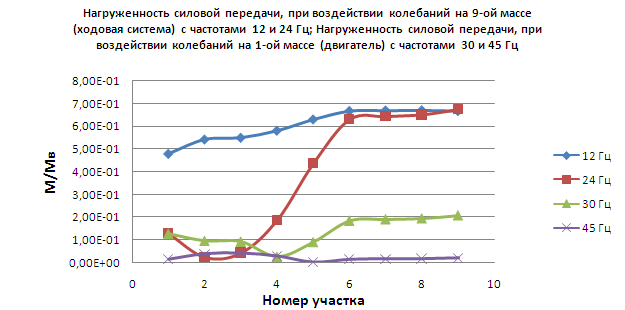 Нагруженность силовой передачи, при воздействии колебаний на 9-ой массе
(ходовая система) с частотами 12 и 24 Гц; Нагруженность силовой передачи, при
воздействии колебаний на 1-ой массе (двигатель) с частотами 30 и 45 Гц
М/Мв
8,00E-01
7,00E-01
6,00E-01
5,00E-01
4,00E-01
3,00E-01
2,00E-01
1,00E-01
0,00E+00
0 2 4 6 8 10
Номер участка
12 Гц
24 Гц
30 Гц
45 Гц